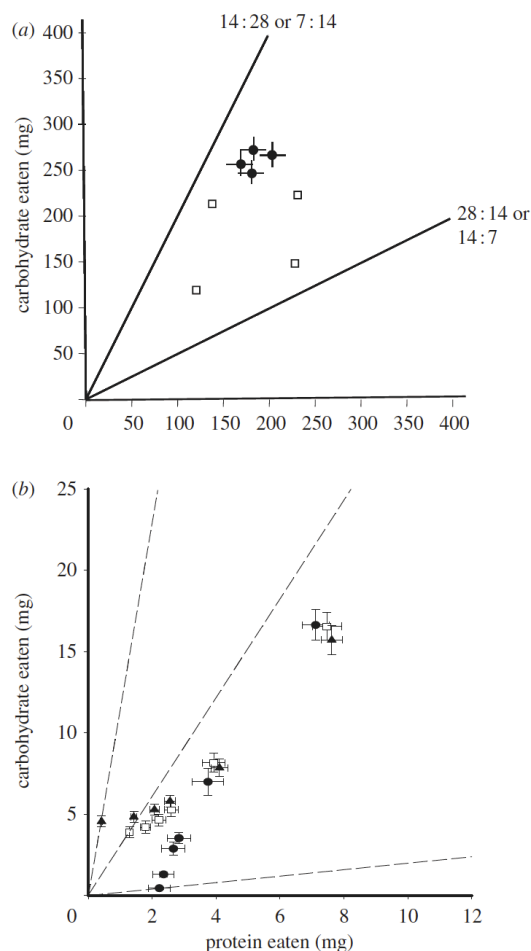 (a)
14:28 or 7:14
400
350
300
250
200
150
100
50
carbohydrate eaten (mg)
28:14 or
14:7
0 50 100 150 200 250 300 350 400
(b)
25
20
15
10
5
0
carbohydrate eaten (mg)
2 4 6 8 10 12
protein eaten (mg)